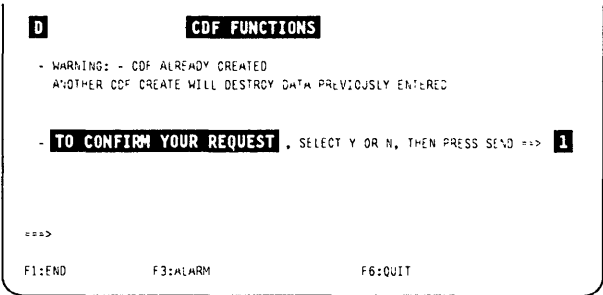 D CDF FUNCTIONS
- WARNING: - CDF ALREADY CREATED
ANOTHER CDF CREATE WILL DESTROY DATA PREVIOUSLY ENTERED
- TO CONFIRM YOUR REQUEST , SELECT Y OR N, THEN PRESS SEND ==> 1
===>
F1:END F3:ALARM F6:QUIT